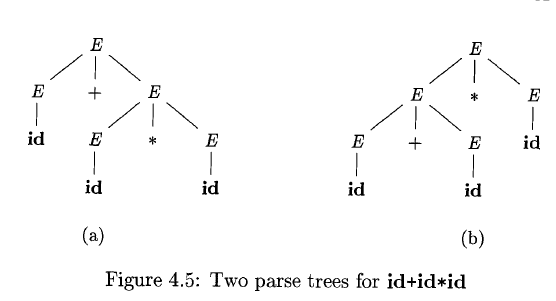 E E
E + E E * E
id E * E E + E id
id id id id
(a) (b)
Figure 4.5: Two parse trees for id+id*id